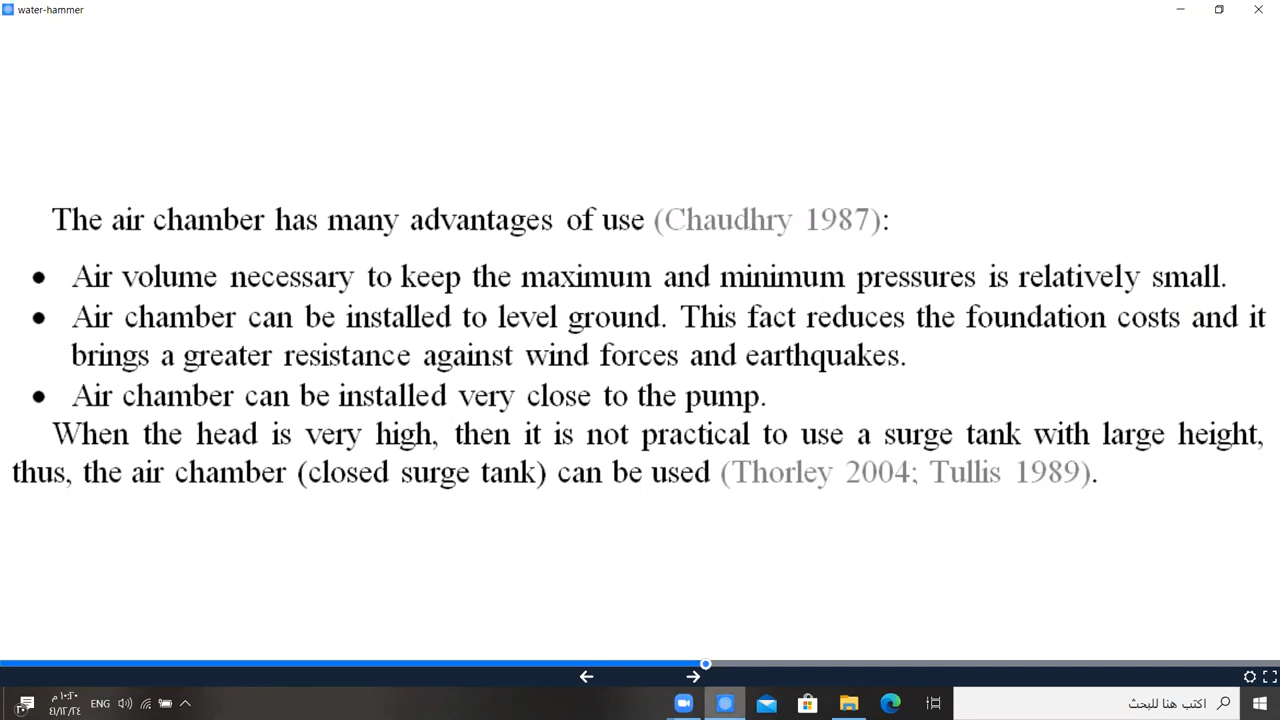 water-hammer
The air chamber has many advantages of use (Chaudhry 1987):
• Air volume necessary to keep the maximum and minimum pressures is relatively small.
• Air chamber can be installed to level ground. This fact reduces the foundation costs and it
brings a greater resistance against wind forces and earthquakes.
• Air chamber can be installed very close to the pump.
When the head is very high, then it is not practical to use a surge tank with large height,
thus, the air chamber (closed surge tank) can be used (Thorley 2004; Tullis 1989).
ENG
١٠:٢٠ م
اكتب هنا للبحث